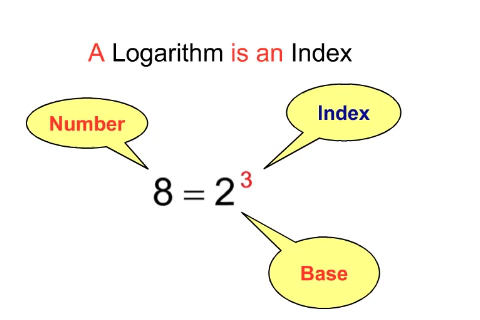 A Logarithm is an Index
Number
Index
8 = 2³
Base